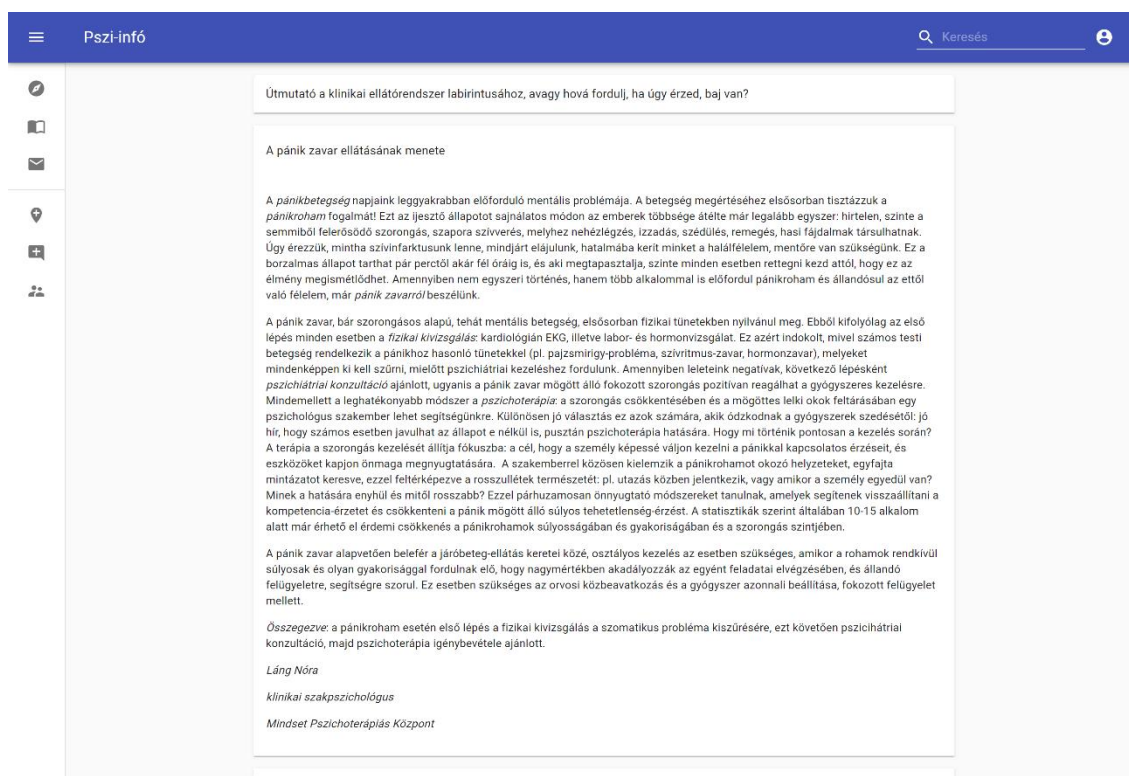 Pszi-infó
Keresés
Útmutató a klinikai ellátórendszer labirintusához, avagy hová fordulj, ha úgy érzed, baj van?
A pánik zavar ellátásának menete
A pánikbetegség napjaink leggyakrabban előforduló mentális problémája. A betegség megértéséhez elsősorban tisztázzuk a
pánikroham fogalmát! Ezt az ijesztő állapotot sajnálatos módon az emberek többsége átélte már legalább egyszer: hirtelen, szinte a
semmiből felerősödő szorongás, szapora szívverés, melyhez nehézlégzés, izzadás, szédülés, remegés, hasi fájdalmak társulhatnak.
Úgy érezzük, mintha szívinfarktusunk lenne, mindjárt elájulunk, hatalmába kerít minket a halálfélelem, mentőre van szükségünk. Ez a
borzalmas állapot tarthat pár perctől akár fél óráig is, és aki megtapasztalja, szinte minden esetben rettegni kezd attól, hogy ez az
élmény megismétlődhet. Amennyiben nem egyszeri történés, hanem több alkalommal is előfordul pánikroham és állandósul az ettől
való félelem, már pánik zavarról beszélünk.
A pánik zavar, bár szorongásos alapú, tehát mentális betegség, elsősorban fizikai tünetekben nyilvánul meg. Ebből kifolyólag az első
lépés minden esetben a fizikai kivizsgálás: kardiológián EKG, illetve labor- és hormonvizsgálat. Ez azért indokolt, mivel számos testi
betegség rendelkezik a pánikhoz hasonló tünetekkel (pl. pajzsmirigy-probléma, szívritmus-zavar, hormonzavar), melyeket
mindenképpen ki kell szűrni, mielőtt pszichiátriai kezeléshez fordulunk. Amennyiben leleteink negatívak, következő lépésként
pszichiátriai konzultáció ajánlott, ugyanis a pánik zavar mögött álló fokozott szorongás pozitívan reagálhat a gyógyszeres kezelésre.
Mindemellett a leghatékonyabb módszer a pszichoterápia: a szorongás csökkentésében és a mögöttes lelki okok feltárásában egy
pszichológus szakember lehet segítségünkre. Különösen jó választás ez azok számára, akik ódzkodnak a gyógyszerek szedésétől: jó
hír, hogy számos esetben javulhat az állapot e nélkül is, pusztán pszichoterápia hatására. Hogy mi történik pontosan a kezelés során?
A terápia a szorongás kezelését állítja fókuszba: a cél, hogy a személy képessé váljon kezelni a pánikkal kapcsolatos érzéseit, és
eszközöket kapjon önmaga megnyugtatására. A szakemberrel közösen kielemzik a pánikrohamot okozó helyzeteket, egyfajta
mintázatot keresve, ezzel feltérképezve a rosszullétek természetét: pl. utazás közben jelentkezik, vagy amikor a személy egyedül van?
Minek a hatására enyhül és mitől rosszabb? Ezzel párhuzamosan önnyugtató módszereket tanulnak, amelyek segítenek visszaállítani a
kompetencia-érzetet és csökkenteni a pánik mögött álló súlyos tehetetlenség-érzést. A statisztikák szerint általában 10-15 alkalom
alatt már érhető el érdemi csökkenés a pánikrohamok súlyosságában és gyakoriságában és a szorongás szintjében.
A pánik zavar alapvetően belefér a járóbeteg-ellátás keretei közé, osztályos kezelés az esetben szükséges, amikor a rohamok rendkívül
súlyosak és olyan gyakorisággal fordulnak elő, hogy nagymértékben akadályozzák az egyént feladatai elvégzésében, és állandó
felügyeletre, segítségre szorul. Ez esetben szükséges az orvosi közbeavatkozás és a gyógyszer azonnali beállítása, fokozott felügyelet
mellett.
Összegezve: a pánikroham esetén első lépés a fizikai kivizsgálás a szomatikus probléma kiszűrésére, ezt követően pszicihátriai
konzultáció, majd pszichoterápia igénybevétele ajánlott.
Láng Nóra
klinikai szakpszichológus
Mindset Pszichoterápiás Központ